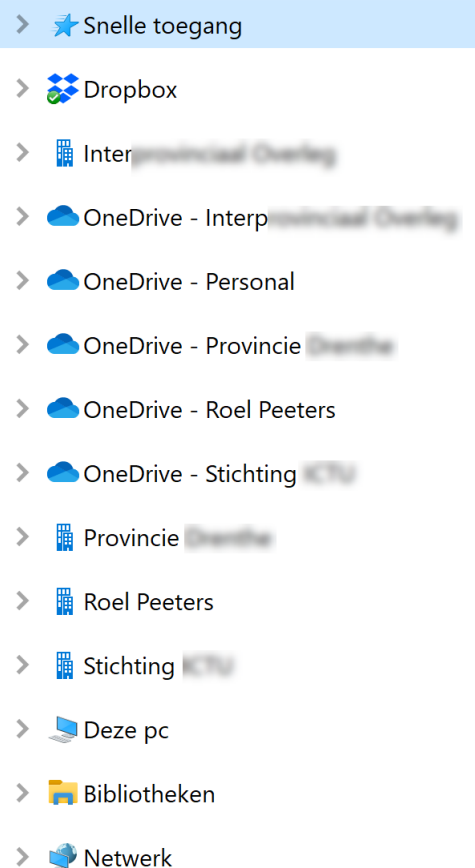 Snelle toegang
Dropbox
Inter
OneDrive - Interp
OneDrive - Personal
OneDrive - Provincie
OneDrive - Roel Peeters
OneDrive - Stichting
Provincie
Roel Peeters
Stichting
Deze pc
Bibliotheken
Netwerk